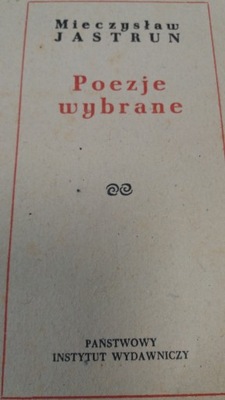 Mieczysław
JASTRUN
Poezje
wybrane
PAŃSTWOWY
INSTYTUT WYDAWNICZY